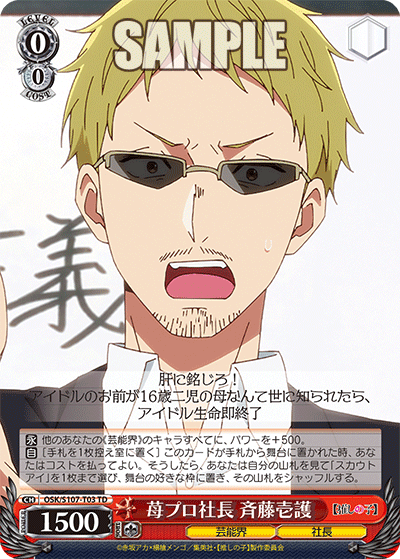 LEVEL
0
0
COST
SAMPLE
義
肝に銘じろ！
アイドルのお前が16歳二児の母なんて世に知られたら、
アイドル生命即終了
永 他のあなたの《芸能界》のキャラすべてに、パワーを＋500。
自 ［手札を1枚控え室に置く］ このカードが手札から舞台に置かれた時、あな
たはコストを払ってよい。そうしたら、あなたは自分の山札を見て「スカウトア
イ」を1枚まで選び、舞台の好きな枠に置き、その山札をシャッフルする。
CH OSK/S107-T03 TD
1500
苺プロ社長 斉藤壱護
【推しの子】
芸能界 社長
©赤坂アカ×横槍メンゴ／集英社・【推しの子】製作委員会